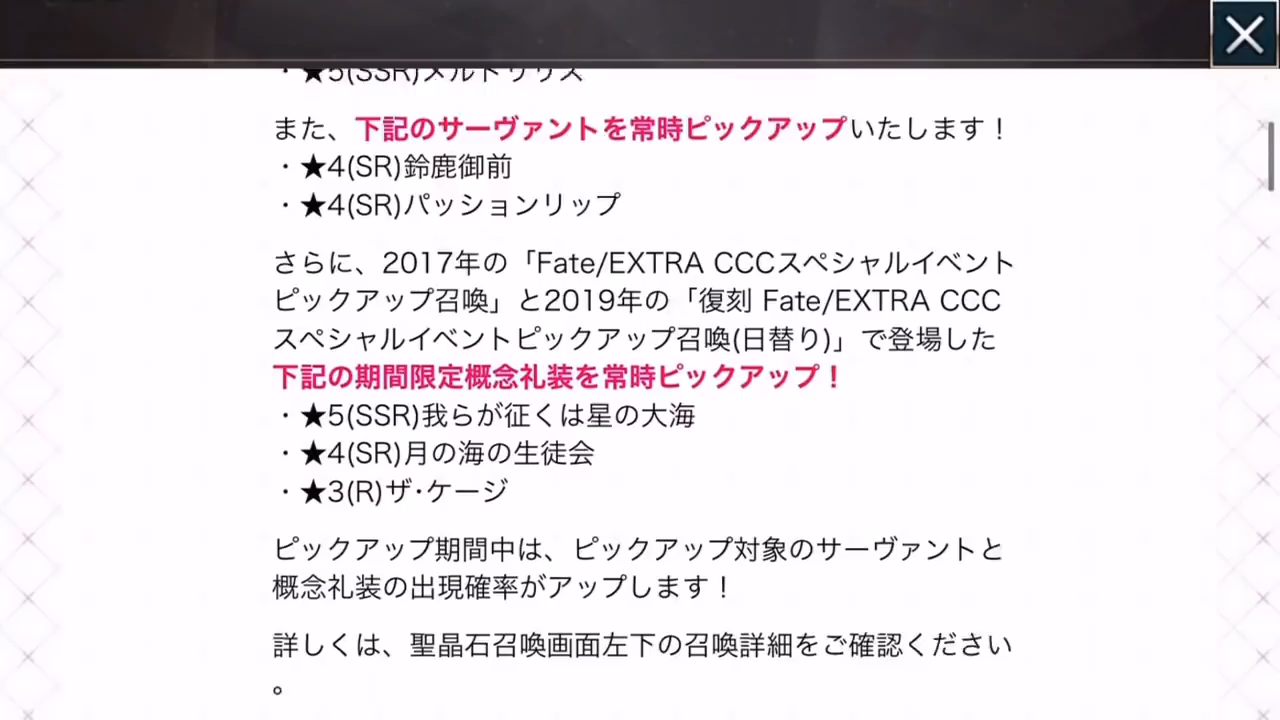 ・★5(SSR)メルトリリス
また、下記のサーヴァントを常時ピックアップいたします！
・★4(SR)鈴鹿御前
・★4(SR)パッションリップ
さらに、2017年の「Fate/EXTRA CCCスペシャルイベント
ピックアップ召喚」と2019年の「復刻 Fate/EXTRA CCC
スペシャルイベントピックアップ召喚(日替り)」で登場した
下記の期間限定概念礼装を常時ピックアップ！
・★5(SSR)我らが征くは星の大海
・★4(SR)月の海の生徒会
・★3(R)ザ・ケージ
ピックアップ期間中は、ピックアップ対象のサーヴァントと
概念礼装の出現確率がアップします！
詳しくは、聖晶石召喚画面左下の召喚詳細をご確認ください
。